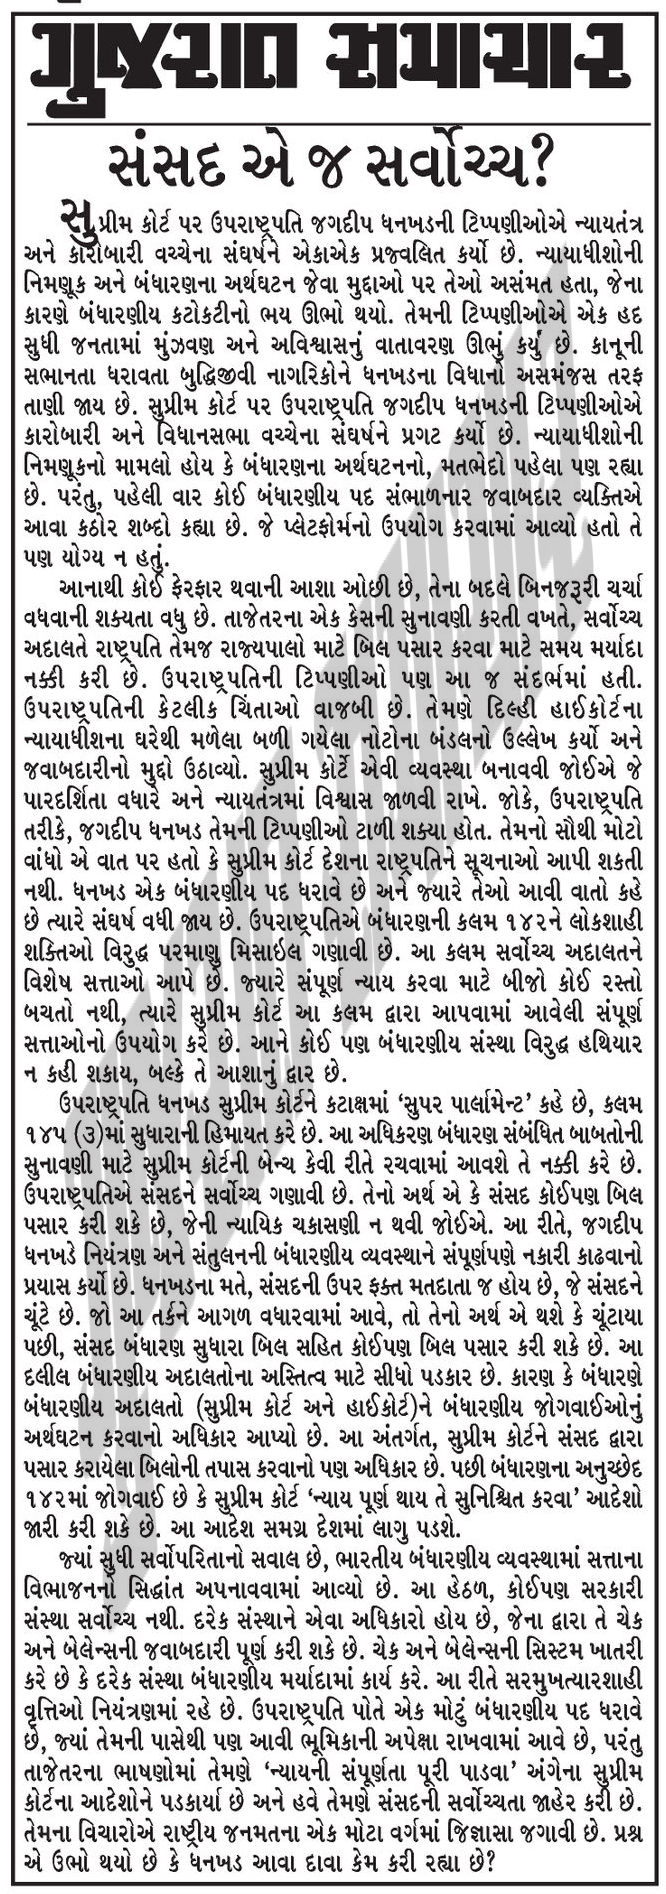 ગુજરાત સમાચાર
સંસદ એ જ સર્વોચ્ચ?
સુપ્રીમ કોર્ટ પર ઉપરાષ્ટ્રપતિ જગદીપ ધનખડની ટિપ્પણીઓએ ન્યાયતંત્ર
અને કારોબારી વચ્ચેના સંઘર્ષને એકાએક પ્રજ્વલિત કર્યો છે. ન્યાયાધીશોની
નિમણૂક અને બંધારણના અર્થઘટન જેવા મુદ્દાઓ પર તેઓ અસંમત હતા, જેના
કારણે બંધારણીય કટોકટીનો ભય ઊભો થયો. તેમની ટિપ્પણીઓએ એક હદ
સુધી જનતામાં મુંઝવણ અને અવિશ્વાસનું વાતાવરણ ઊભું કર્યું છે. કાનૂની
સભાનતા ધરાવતા બુદ્ધિજીવી નાગરિકોને ધનખડના વિધાનો અસમંજસ તરફ
તાણી જાય છે. સુપ્રીમ કોર્ટ પર ઉપરાષ્ટ્રપતિ જગદીપ ધનખડની ટિપ્પણીઓએ
કારોબારી અને વિધાનસભા વચ્ચેના સંઘર્ષને પ્રગટ કર્યો છે. ન્યાયાધીશોની
નિમણૂકનો મામલો હોય કે બંધારણના અર્થઘટનનો, મતભેદો પહેલા પણ રહ્યા
છે. પરંતુ, પહેલી વાર કોઈ બંધારણીય પદ સંભાળનાર જવાબદાર વ્યક્તિએ
આવા કઠોર શબ્દો કહ્યા છે. જે પ્લેટફોર્મનો ઉપયોગ કરવામાં આવ્યો હતો તે
પણ યોગ્ય ન હતું.
આનાથી કોઈ ફેરફાર થવાની આશા ઓછી છે, તેના બદલે બિનજરૂરી ચર્ચા
વધવાની શક્યતા વધુ છે. તાજેતરના એક કેસની સુનાવણી કરતી વખતે, સર્વોચ્ચ
અદાલતે રાષ્ટ્રપતિ તેમજ રાજ્યપાલો માટે બિલ પસાર કરવા માટે સમય મર્યાદા
નક્કી કરી છે. ઉપરાષ્ટ્રપતિની ટિપ્પણીઓ પણ આ જ સંદર્ભમાં હતી.
ઉપરાષ્ટ્રપતિની કેટલીક ચિંતાઓ વાજબી છે. તેમણે દિલ્હી હાઈકોર્ટના
ન્યાયાધીશના ઘરેથી મળેલા બળી ગયેલા નોટોના બંડલનો ઉલ્લેખ કર્યો અને
જવાબદારીનો મુદ્દો ઉઠાવ્યો. સુપ્રીમ કોર્ટે એવી વ્યવસ્થા બનાવવી જોઈએ જે
પારદર્શિતા વધારે અને ન્યાયતંત્રમાં વિશ્વાસ જાળવી રાખે. જોકે, ઉપરાષ્ટ્રપતિ
તરીકે, જગદીપ ધનખડ તેમની ટિપ્પણીઓ ટાળી શક્યા હોત. તેમનો સૌથી મોટો
વાંધો એ વાત પર હતો કે સુપ્રીમ કોર્ટ દેશના રાષ્ટ્રપતિને સૂચનાઓ આપી શકતી
નથી. ધનખડ એક બંધારણીય પદ ધરાવે છે અને જ્યારે તેઓ આવી વાતો કહે
છે ત્યારે સંઘર્ષ વધી જાય છે. ઉપરાષ્ટ્રપતિએ બંધારણની કલમ ૧૪૨ને લોકશાહી
શક્તિઓ વિરુદ્ધ પરમાણુ મિસાઇલ ગણાવી છે. આ કલમ સર્વોચ્ચ અદાલતને
વિશેષ સત્તાઓ આપે છે. જ્યારે સંપૂર્ણ ન્યાય કરવા માટે બીજો કોઈ રસ્તો
બચતો નથી, ત્યારે સુપ્રીમ કોર્ટ આ કલમ દ્વારા આપવામાં આવેલી સંપૂર્ણ
સત્તાઓનો ઉપયોગ કરે છે. આને કોઈ પણ બંધારણીય સંસ્થા વિરુદ્ધ હથિયાર
ન કહી શકાય, બલ્કે તે આશાનું દ્વાર છે.
ઉપરાષ્ટ્રપતિ ધનખડ સુપ્રીમ કોર્ટને કટાક્ષમાં ‘સુપર પાર્લામેન્ટ’ કહે છે, કલમ
૧૪૫ (૩)માં સુધારાની હિમાયત કરે છે. આ અધિકરણ બંધારણ સંબંધિત બાબતોની
સુનાવણી માટે સુપ્રીમ કોર્ટની બેન્ચ કેવી રીતે રચવામાં આવશે તે નક્કી કરે છે.
ઉપરાષ્ટ્રપતિએ સંસદને સર્વોચ્ચ ગણાવી છે. તેનો અર્થ એ કે સંસદ કોઈપણ બિલ
પસાર કરી શકે છે, જેની ન્યાયિક ચકાસણી ન થવી જોઈએ. આ રીતે, જગદીપ
ધનખડે નિયંત્રણ અને સંતુલનની બંધારણીય વ્યવસ્થાને સંપૂર્ણપણે નકારી કાઢવાનો
પ્રયાસ કર્યો છે. ધનખડના મતે, સંસદની ઉપર ફક્ત મતદાતા જ હોય છે, જે સંસદને
ચૂંટે છે. જો આ તર્કને આગળ વધારવામાં આવે, તો તેનો અર્થ એ થશે કે ચૂંટાયા
પછી, સંસદ બંધારણ સુધારા બિલ સહિત કોઈપણ બિલ પસાર કરી શકે છે. આ
દલીલ બંધારણીય અદાલતોના અસ્તિત્વ માટે સીધો પડકાર છે. કારણ કે બંધારણે
બંધારણીય અદાલતો (સુપ્રીમ કોર્ટ અને હાઈકોર્ટ)ને બંધારણીય જોગવાઈઓનું
અર્થઘટન કરવાનો અધિકાર આપ્યો છે. આ અંતર્ગત, સુપ્રીમ કોર્ટને સંસદ દ્વારા
પસાર કરાયેલા બિલોની તપાસ કરવાનો પણ અધિકાર છે. પછી બંધારણના અનુચ્છેદ
૧૪૨માં જોગવાઈ છે કે સુપ્રીમ કોર્ટ ‘ન્યાય પૂર્ણ થાય તે સુનિશ્ચિત કરવા’ આદેશો
જારી કરી શકે છે. આ આદેશ સમગ્ર દેશમાં લાગુ પડશે.
જ્યાં સુધી સર્વોપરિતાનો સવાલ છે, ભારતીય બંધારણીય વ્યવસ્થામાં સત્તાના
વિભાજનનો સિદ્ધાંત અપનાવવામાં આવ્યો છે. આ હેઠળ, કોઈપણ સરકારી
સંસ્થા સર્વોચ્ચ નથી. દરેક સંસ્થાને એવા અધિકારો હોય છે, જેના દ્વારા તે ચેક
અને બેલેન્સની જવાબદારી પૂર્ણ કરી શકે છે. ચેક અને બેલેન્સની સિસ્ટમ ખાતરી
કરે છે કે દરેક સંસ્થા બંધારણીય મર્યાદામાં કાર્ય કરે. આ રીતે સરમુખત્યારશાહી
વૃત્તિઓ નિયંત્રણમાં રહે છે. ઉપરાષ્ટ્રપતિ પોતે એક મોટું બંધારણીય પદ ધરાવે
છે, જ્યાં તેમની પાસેથી પણ આવી ભૂમિકાની અપેક્ષા રાખવામાં આવે છે, પરંતુ
તાજેતરના ભાષણોમાં તેમણે ‘ન્યાયની સંપૂર્ણતા પૂરી પાડવા’ અંગેના સુપ્રીમ
કોર્ટના આદેશોને પડકાર્યા છે અને હવે તેમણે સંસદની સર્વોચ્ચતા જાહેર કરી છે.
તેમના વિચારોએ રાષ્ટ્રીય જનમતના એક મોટા વર્ગમાં જિજ્ઞાસા જગાવી છે. પ્રશ્ન
એ ઉભો થયો છે કે ધનખડ આવા દાવા કેમ કરી રહ્યા છે?